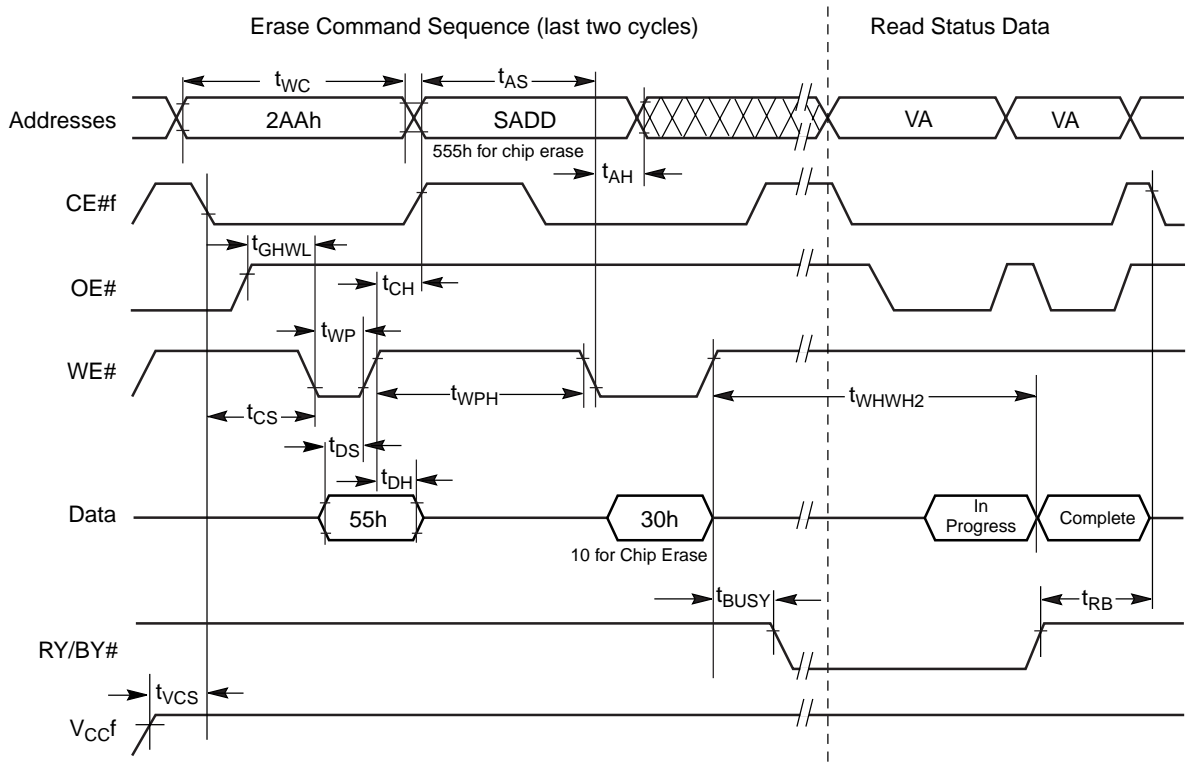 Erase Command Sequence (last two cycles)
Read Status Data
tWC
tAS
Addresses
2AAh
SADD
VA
VA
555h for chip erase
tAH
CE#f
tGHWL
OE#
tCH
tWP
WE#
tWPH
tWHWH2
tCS
tDS
tDH
Data
55h
30h
In
Progress
Complete
10 for Chip Erase
tBUSY
tRB
RY/BY#
tVCS
VCCf